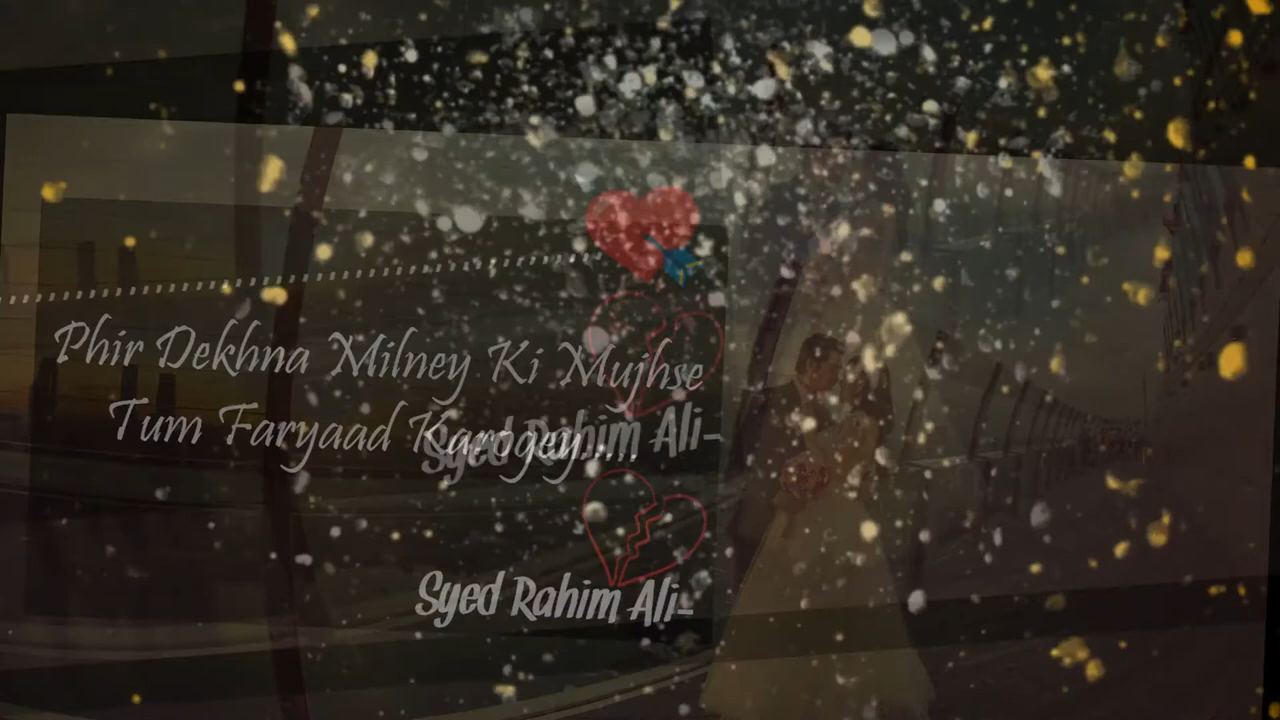 Phir Dekhna Milney Ki Mujhse
Tum Faryaad Karogey.....
Syed Rahim Ali-
Syed Rahim Ali-